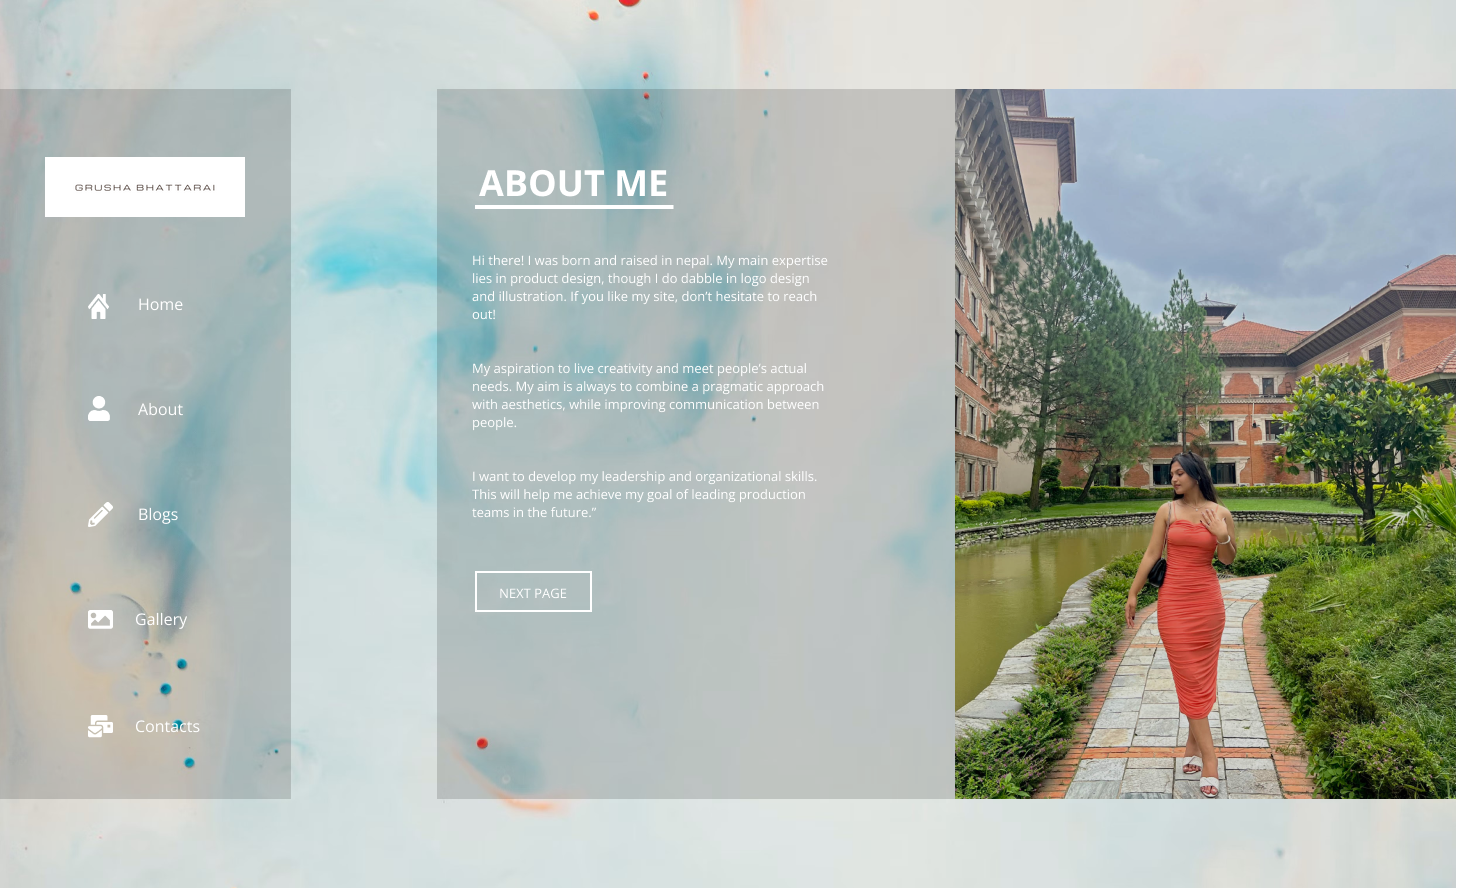 GRUSHA BHATTARAI
Home
About
Blogs
Gallery
Contacts
ABOUT ME
Hi there! I was born and raised in nepal. My main expertise
lies in product design, though I do dabble in logo design
and illustration. If you like my site, don't hesitate to reach
out!
My aspiration to live creativity and meet people's actual
needs. My aim is always to combine a pragmatic approach
with aesthetics, while improving communication between
people.
I want to develop my leadership and organizational skills.
This will help me achieve my goal of leading production
teams in the future.”
NEXT PAGE